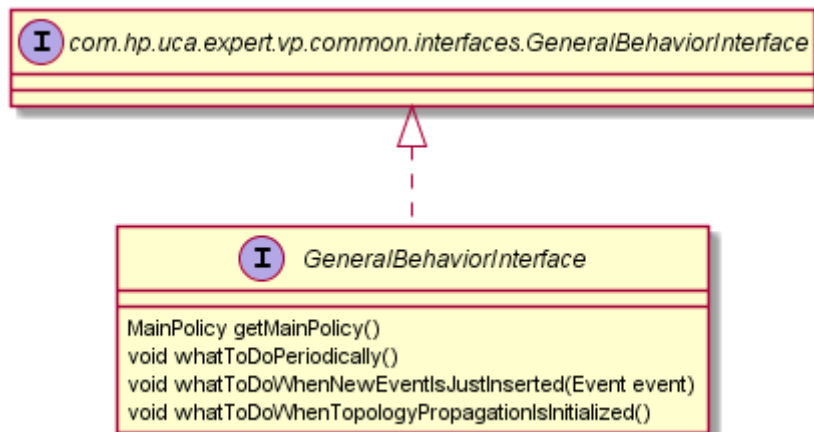 I com.hp.uca.expert.vp.common.interfaces.GeneralBehaviorInterface
I GeneralBehaviorInterface
MainPolicy getMainPolicy()
void whatToDoPeriodically()
void whatToDoWhenNewEventIsJustInserted(Event event)
void whatToDoWhenTopologyPropagationIsInitialized()